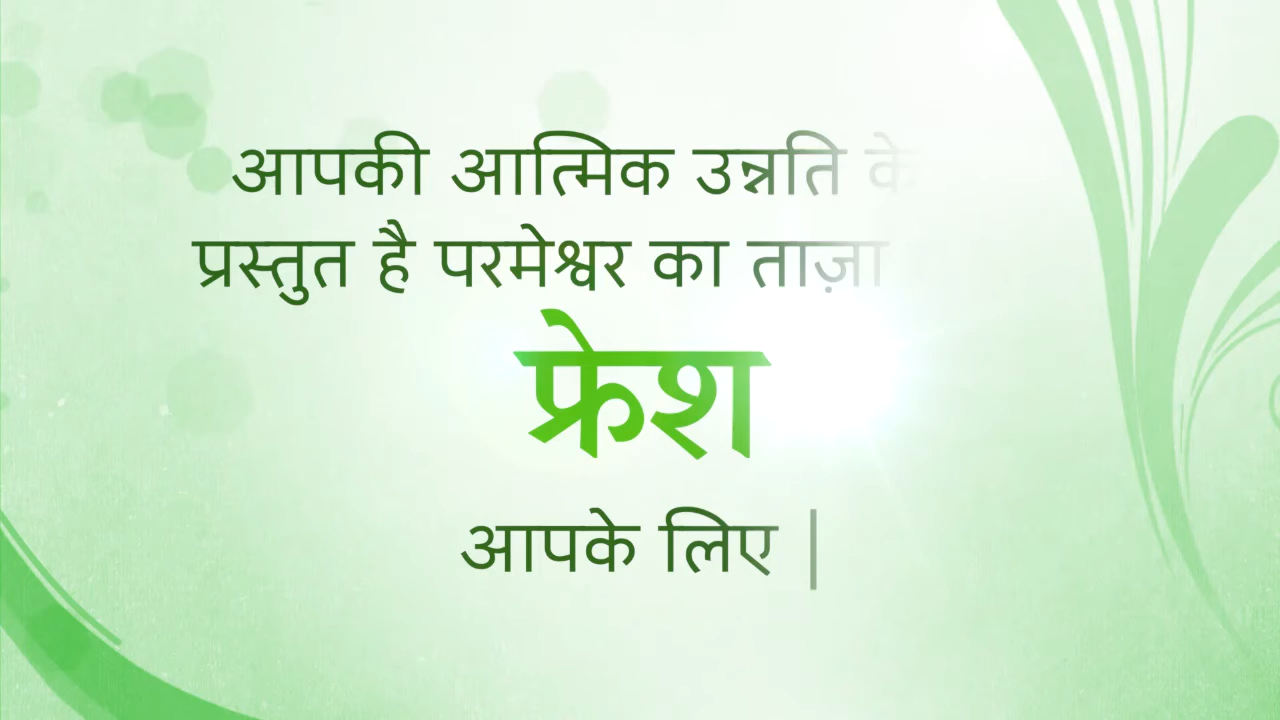 आपकी आत्मिक उन्नति के
प्रस्तुत है परमेश्वर का ताज़ा
फ्रेश
आपके लिए |